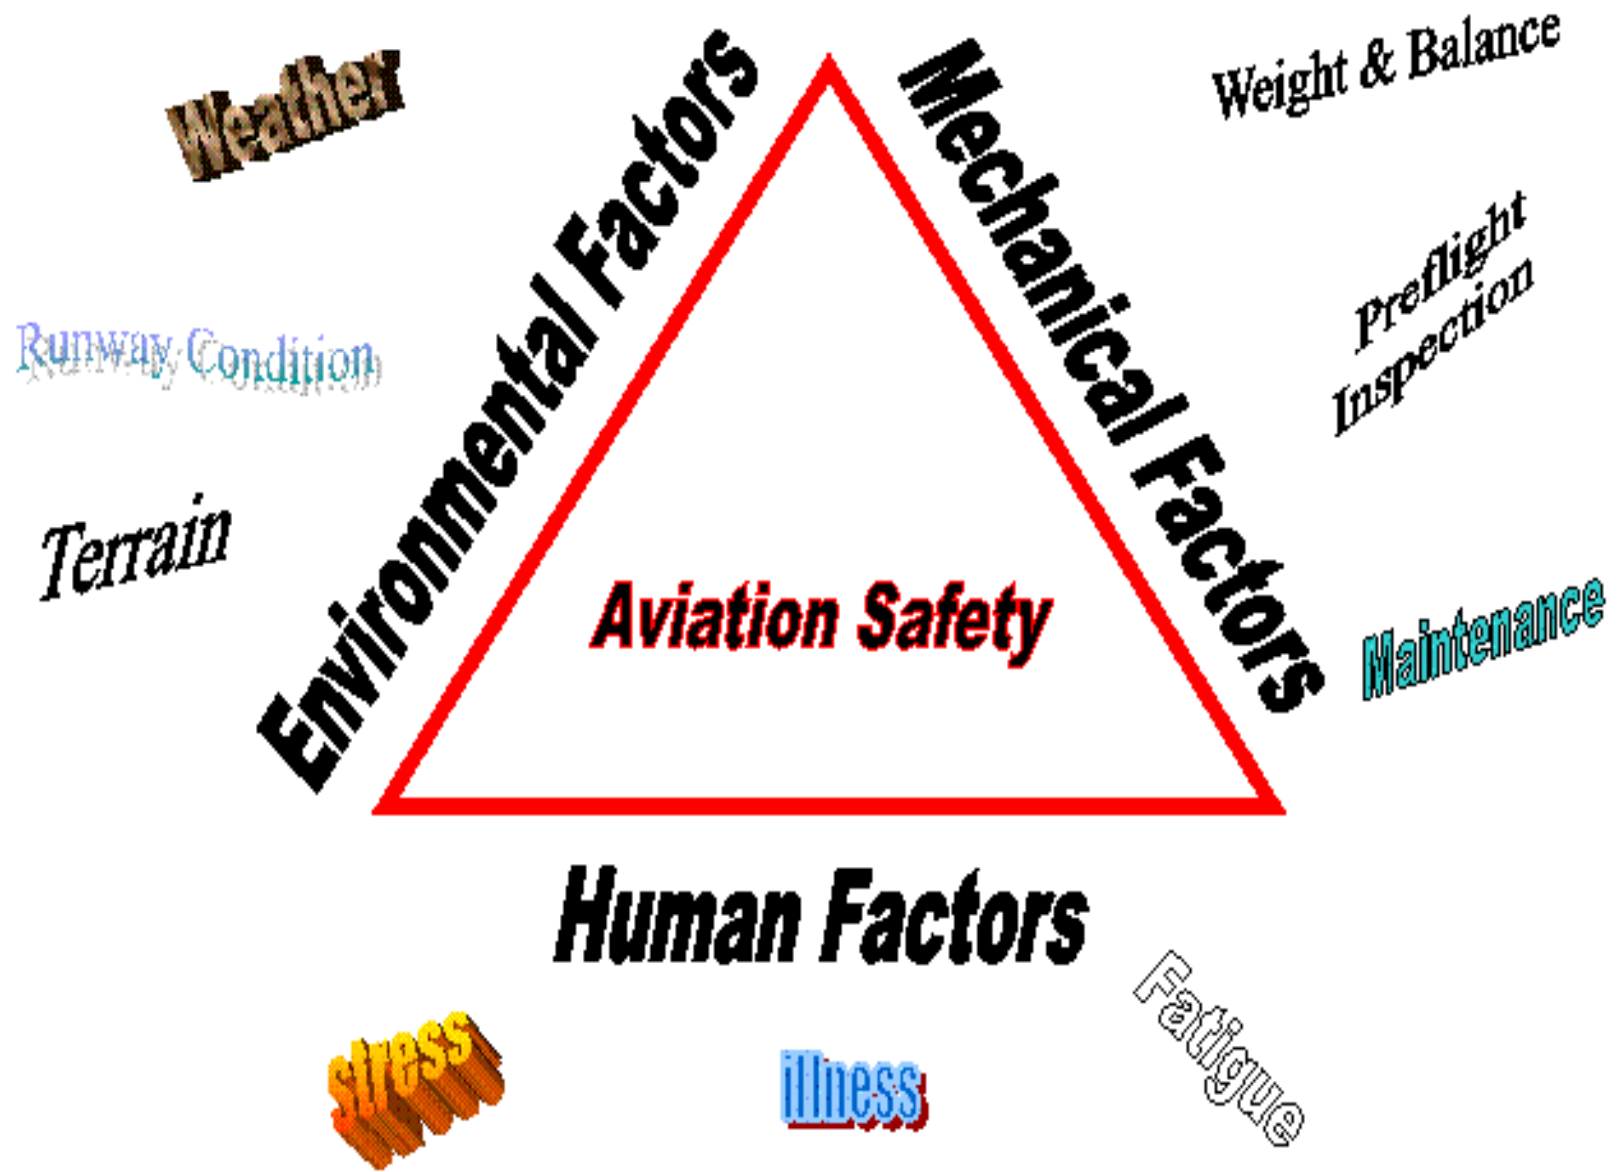 Weather
Environmental Factors
Mechanical Factors
Weight & Balance
Runway Condition
Preflight
Inspection
Terrain
Aviation Safety
Maintenance
Human Factors
stress
illness
Fatigue